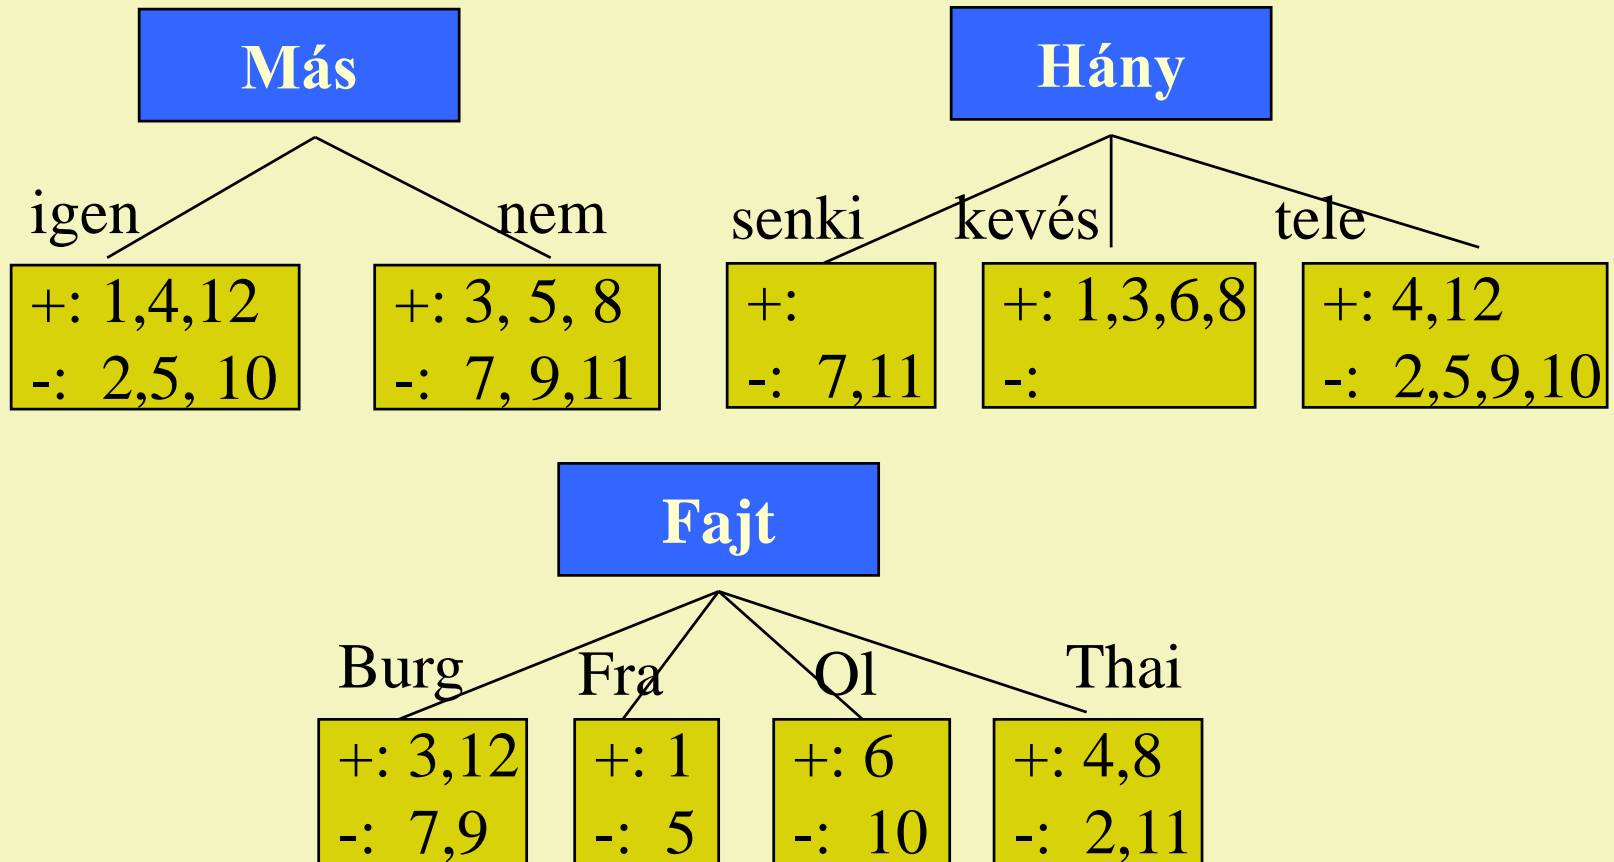 Más
igen
nem
+: 1,4,12
-: 2,5, 10
+: 3, 5, 8
-: 7, 9,11
Hány
senki
kevés
tele
+:
-: 7,11
+: 1,3,6,8
-:
+: 4,12
-: 2,5,9,10
Fajt
Burg
Fra
Ol
Thai
+: 3,12
-: 7,9
+: 1
-: 5
+: 6
-: 10
+: 4,8
-: 2,11